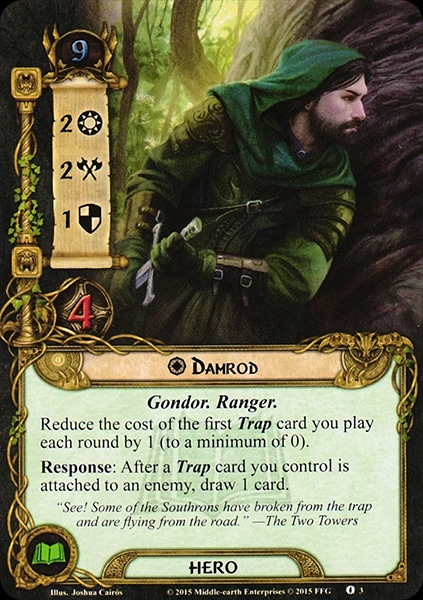 9
2
2
1
4
Damrod
Gondor. Ranger.
Reduce the cost of the first Trap card you play
each round by 1 (to a minimum of 0).
Response: After a Trap card you control is
attached to an enemy, draw 1 card.
“See! Some of the Southrons have broken from the trap
and are flying from the road.” —The Two Towers
HERO
Illus. Joshua Cairós © 2015 Middle-earth Enterprises © 2015 FFG 3